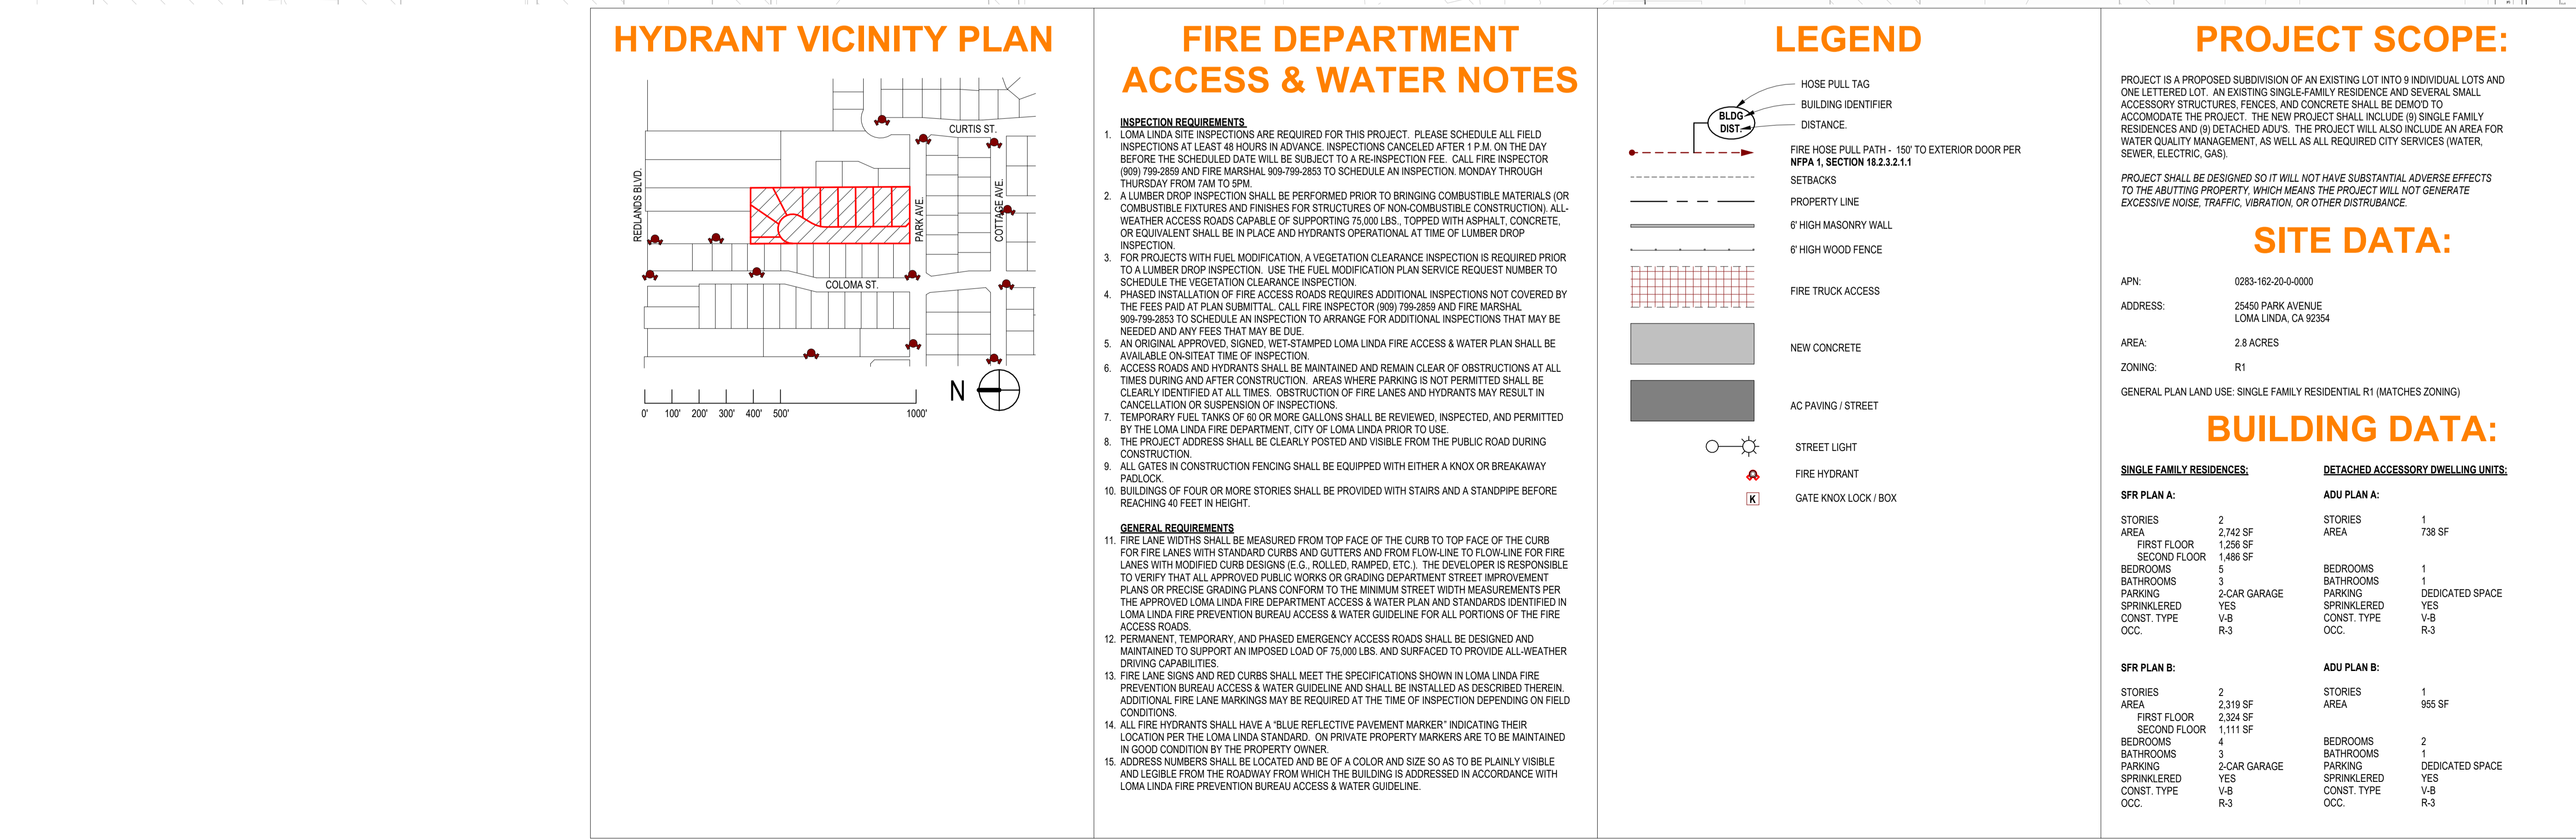 HYDRANT VICINITY PLAN
CURTIS ST.
REDLANDS BLVD.
PARK AVE.
COTTAGE AVE.
COLOMA ST.
N
0' 100' 200' 300' 400' 500' 1000'
FIRE DEPARTMENT
ACCESS & WATER NOTES
INSPECTION REQUIREMENTS
1. LOMA LINDA SITE INSPECTIONS ARE REQUIRED FOR THIS PROJECT. PLEASE SCHEDULE ALL FIELD
INSPECTIONS AT LEAST 48 HOURS IN ADVANCE. INSPECTIONS CANCELED AFTER 1 P.M. ON THE DAY
BEFORE THE SCHEDULED DATE WILL BE SUBJECT TO A RE-INSPECTION FEE. CALL FIRE INSPECTOR
(909) 799-2859 AND FIRE MARSHAL 909-799-2853 TO SCHEDULE AN INSPECTION. MONDAY THROUGH
THURSDAY FROM 7AM TO 5PM.
2. A LUMBER DROP INSPECTION SHALL BE PERFORMED PRIOR TO BRINGING COMBUSTIBLE MATERIALS (OR
COMBUSTIBLE FIXTURES AND FINISHES FOR STRUCTURES OF NON-COMBUSTIBLE CONSTRUCTION). ALL-
WEATHER ACCESS ROADS CAPABLE OF SUPPORTING 75,000 LBS., TOPPED WITH ASPHALT, CONCRETE,
OR EQUIVALENT SHALL BE IN PLACE AND HYDRANTS OPERATIONAL AT TIME OF LUMBER DROP
INSPECTION.
3. FOR PROJECTS WITH FUEL MODIFICATION, A VEGETATION CLEARANCE INSPECTION IS REQUIRED PRIOR
TO A LUMBER DROP INSPECTION. USE THE FUEL MODIFICATION PLAN SERVICE REQUEST NUMBER TO
SCHEDULE THE VEGETATION CLEARANCE INSPECTION.
4. PHASED INSTALLATION OF FIRE ACCESS ROADS REQUIRES ADDITIONAL INSPECTIONS NOT COVERED BY
THE FEES PAID AT PLAN SUBMITTAL. CALL FIRE INSPECTOR (909) 799-2859 AND FIRE MARSHAL
909-799-2853 TO SCHEDULE AN INSPECTION TO ARRANGE FOR ADDITIONAL INSPECTIONS THAT MAY BE
NEEDED AND ANY FEES THAT MAY BE DUE.
5. AN ORIGINAL APPROVED, SIGNED, WET-STAMPED LOMA LINDA FIRE ACCESS & WATER PLAN SHALL BE
AVAILABLE ON-SITEAT TIME OF INSPECTION.
6. ACCESS ROADS AND HYDRANTS SHALL BE MAINTAINED AND REMAIN CLEAR OF OBSTRUCTIONS AT ALL
TIMES DURING AND AFTER CONSTRUCTION. AREAS WHERE PARKING IS NOT PERMITTED SHALL BE
CLEARLY IDENTIFIED AT ALL TIMES. OBSTRUCTION OF FIRE LANES AND HYDRANTS MAY RESULT IN
CANCELLATION OR SUSPENSION OF INSPECTIONS.
7. TEMPORARY FUEL TANKS OF 60 OR MORE GALLONS SHALL BE REVIEWED, INSPECTED, AND PERMITTED
BY THE LOMA LINDA FIRE DEPARTMENT, CITY OF LOMA LINDA PRIOR TO USE.
8. THE PROJECT ADDRESS SHALL BE CLEARLY POSTED AND VISIBLE FROM THE PUBLIC ROAD DURING
CONSTRUCTION.
9. ALL GATES IN CONSTRUCTION FENCING SHALL BE EQUIPPED WITH EITHER A KNOX OR BREAKAWAY
PADLOCK.
10. BUILDINGS OF FOUR OR MORE STORIES SHALL BE PROVIDED WITH STAIRS AND A STANDPIPE BEFORE
REACHING 40 FEET IN HEIGHT.
GENERAL REQUIREMENTS
11. FIRE LANE WIDTHS SHALL BE MEASURED FROM TOP FACE OF THE CURB TO TOP FACE OF THE CURB
FOR FIRE LANES WITH STANDARD CURBS AND GUTTERS AND FROM FLOW-LINE TO FLOW-LINE FOR FIRE
LANES WITH MODIFIED CURB DESIGNS (E.G., ROLLED, RAMPED, ETC.). THE DEVELOPER IS RESPONSIBLE
TO VERIFY THAT ALL APPROVED PUBLIC WORKS OR GRADING DEPARTMENT STREET IMPROVEMENT
PLANS OR PRECISE GRADING PLANS CONFORM TO THE MINIMUM STREET WIDTH MEASUREMENTS PER
THE APPROVED LOMA LINDA FIRE DEPARTMENT ACCESS & WATER PLAN AND STANDARDS IDENTIFIED IN
LOMA LINDA FIRE PREVENTION BUREAU ACCESS & WATER GUIDELINE FOR ALL PORTIONS OF THE FIRE
ACCESS ROADS.
12. PERMANENT, TEMPORARY, AND PHASED EMERGENCY ACCESS ROADS SHALL BE DESIGNED AND
MAINTAINED TO SUPPORT AN IMPOSED LOAD OF 75,000 LBS. AND SURFACED TO PROVIDE ALL-WEATHER
DRIVING CAPABILITIES.
13. FIRE LANE SIGNS AND RED CURBS SHALL MEET THE SPECIFICATIONS SHOWN IN LOMA LINDA FIRE
PREVENTION BUREAU ACCESS & WATER GUIDELINE AND SHALL BE INSTALLED AS DESCRIBED THEREIN.
ADDITIONAL FIRE LANE MARKINGS MAY BE REQUIRED AT THE TIME OF INSPECTION DEPENDING ON FIELD
CONDITIONS.
14. ALL FIRE HYDRANTS SHALL HAVE A “BLUE REFLECTIVE PAVEMENT MARKER” INDICATING THEIR
LOCATION PER THE LOMA LINDA STANDARD. ON PRIVATE PROPERTY MARKERS ARE TO BE MAINTAINED
IN GOOD CONDITION BY THE PROPERTY OWNER.
15. ADDRESS NUMBERS SHALL BE LOCATED AND BE OF A COLOR AND SIZE SO AS TO BE PLAINLY VISIBLE
AND LEGIBLE FROM THE ROADWAY FROM WHICH THE BUILDING IS ADDRESSED IN ACCORDANCE WITH
LOMA LINDA FIRE PREVENTION BUREAU ACCESS & WATER GUIDELINE.
LEGEND
HOSE PULL TAG
BUILDING IDENTIFIER
DISTANCE.
BLDG
DIST.
FIRE HOSE PULL PATH - 150' TO EXTERIOR DOOR PER
NFPA 1, SECTION 18.2.3.2.1.1
SETBACKS
PROPERTY LINE
6' HIGH MASONRY WALL
6' HIGH WOOD FENCE
FIRE TRUCK ACCESS
NEW CONCRETE
AC PAVING / STREET
STREET LIGHT
FIRE HYDRANT
K GATE KNOX LOCK / BOX
PROJECT SCOPE:
PROJECT IS A PROPOSED SUBDIVISION OF AN EXISTING LOT INTO 9 INDIVIDUAL LOTS AND
ONE LETTERED LOT. AN EXISTING SINGLE-FAMILY RESIDENCE AND SEVERAL SMALL
ACCESSORY STRUCTURES, FENCES, AND CONCRETE SHALL BE DEMO'D TO
ACCOMODATE THE PROJECT. THE NEW PROJECT SHALL INCLUDE (9) SINGLE FAMILY
RESIDENCES AND (9) DETACHED ADU'S. THE PROJECT WILL ALSO INCLUDE AN AREA FOR
WATER QUALITY MANAGEMENT, AS WELL AS ALL REQUIRED CITY SERVICES (WATER,
SEWER, ELECTRIC, GAS).
PROJECT SHALL BE DESIGNED SO IT WILL NOT HAVE SUBSTANTIAL ADVERSE EFFECTS
TO THE ABUTTING PROPERTY, WHICH MEANS THE PROJECT WILL NOT GENERATE
EXCESSIVE NOISE, TRAFFIC, VIBRATION, OR OTHER DISTRUBANCE.
SITE DATA:
APN: 0283-162-20-0-0000
ADDRESS: 25450 PARK AVENUE
LOMA LINDA, CA 92354
AREA: 2.8 ACRES
ZONING: R1
GENERAL PLAN LAND USE: SINGLE FAMILY RESIDENTIAL R1 (MATCHES ZONING)
BUILDING DATA:
SINGLE FAMILY RESIDENCES: DETACHED ACCESSORY DWELLING UNITS:
SFR PLAN A: ADU PLAN A:
STORIES 2 STORIES 1
AREA 2,742 SF AREA 738 SF
FIRST FLOOR 1,256 SF
SECOND FLOOR 1,486 SF
BEDROOMS 5 BEDROOMS 1
BATHROOMS 3 BATHROOMS 1
PARKING 2-CAR GARAGE PARKING DEDICATED SPACE
SPRINKLERED YES SPRINKLERED YES
CONST. TYPE V-B CONST. TYPE V-B
OCC. R-3 OCC. R-3
SFR PLAN B: ADU PLAN B:
STORIES 2 STORIES 1
AREA 2,319 SF AREA 955 SF
FIRST FLOOR 2,324 SF
SECOND FLOOR 1,111 SF
BEDROOMS 4 BEDROOMS 2
BATHROOMS 3 BATHROOMS 1
PARKING 2-CAR GARAGE PARKING DEDICATED SPACE
SPRINKLERED YES SPRINKLERED YES
CONST. TYPE V-B CONST. TYPE V-B
OCC. R-3 OCC. R-3